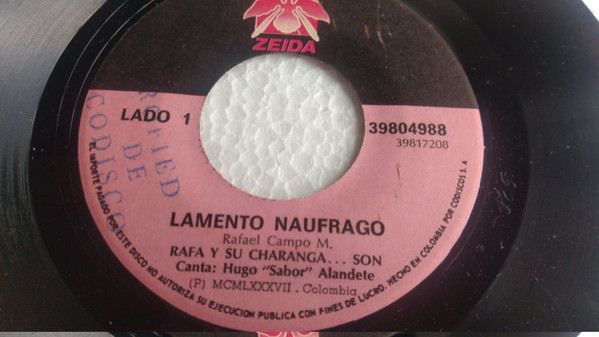 ZEIDA
LADO 1
39804988
39817208
DE
CODISCO
LAMENTO NAUFRAGO
Rafael Campo M.
RAFA Y SU CHARANGA... SON
Canta: Hugo "Sabor" Alandete
(P) MCMLXXXVII . Colombia
EL IMPORTE PAGADO POR ESTE DISCO NO AUTORIZA SU EJECUCION PUBLICA CON FINES DE LUCRO. HECHO EN COLOMBIA POR CODISCOS S.A